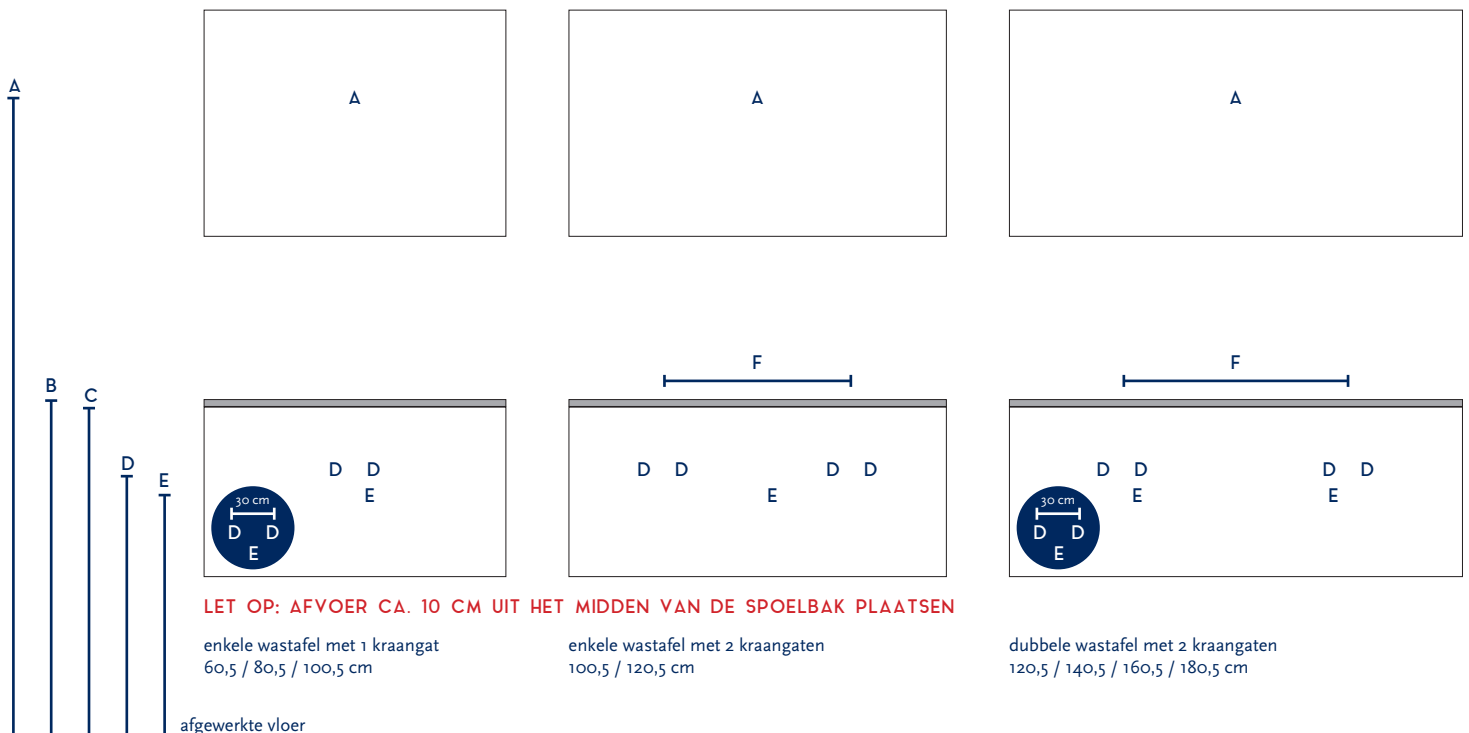 A
A
A
A
B
C
D
E
F
F
D D
E
30 cm
D D
E
D D
D D
E
D D
E
D D
E
30 cm
D D
E
LET OP: AFVOER CA. 10 CM UIT HET MIDDEN VAN DE SPOELBAK PLAATSEN
enkele wastafel met 1 kraangat
60,5 / 80,5 / 100,5 cm
enkele wastafel met 2 kraangaten
100,5 / 120,5 cm
dubbele wastafel met 2 kraangaten
120,5 / 140,5 / 160,5 / 180,5 cm
afgewerkte vloer